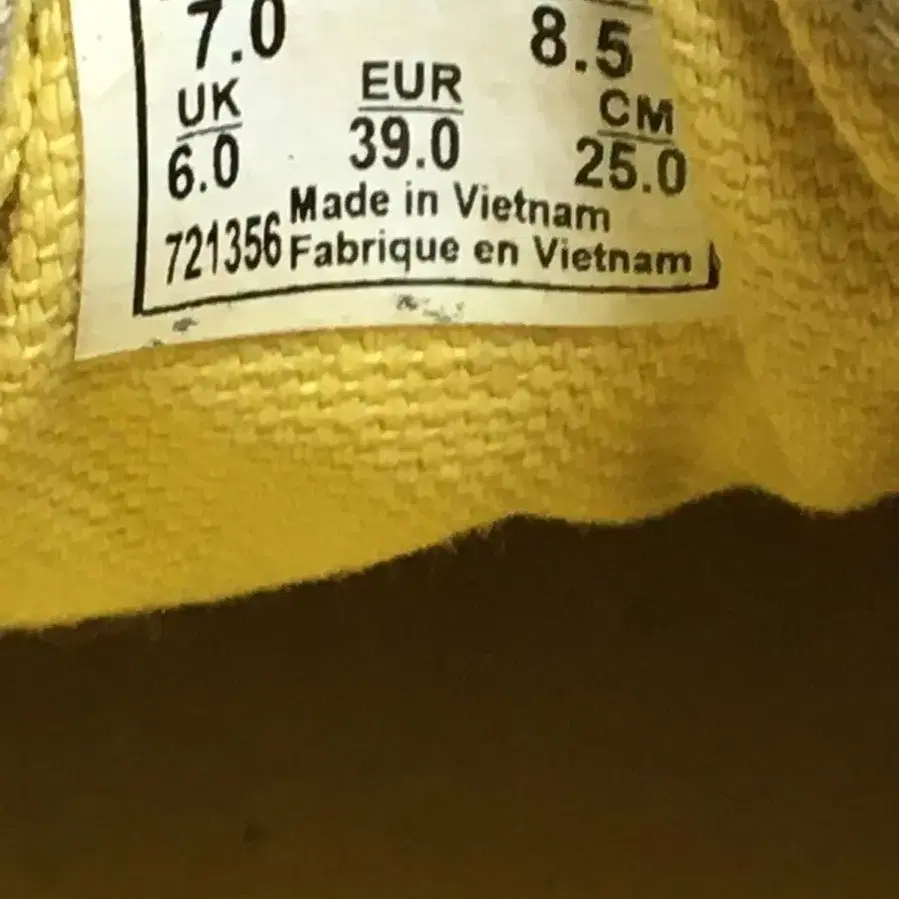 7.0 8.5
UK EUR CM
6.0 39.0 25.0
Made in Vietnam
721356 Fabrique en Vietnam